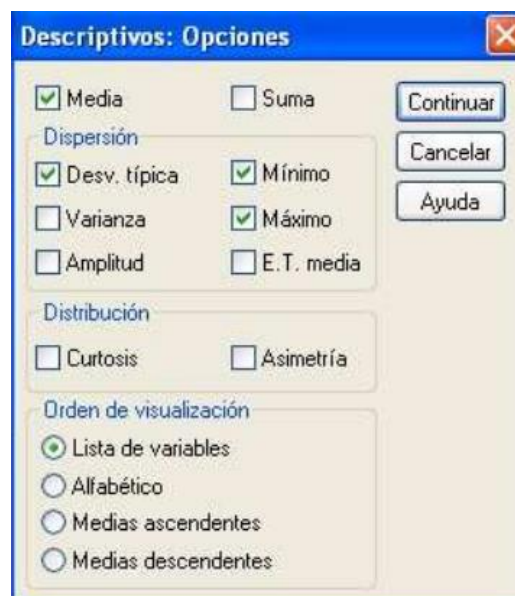 Descriptivos: Opciones
Media Suma
Continuar
Dispersión
Cancelar
Desv. típica Mínimo
Ayuda
Varianza Máximo
Amplitud E.T. media
Distribución
Curtosis Asimetría
Orden de visualización
Lista de variables
Alfabético
Medias ascendentes
Medias descendentes